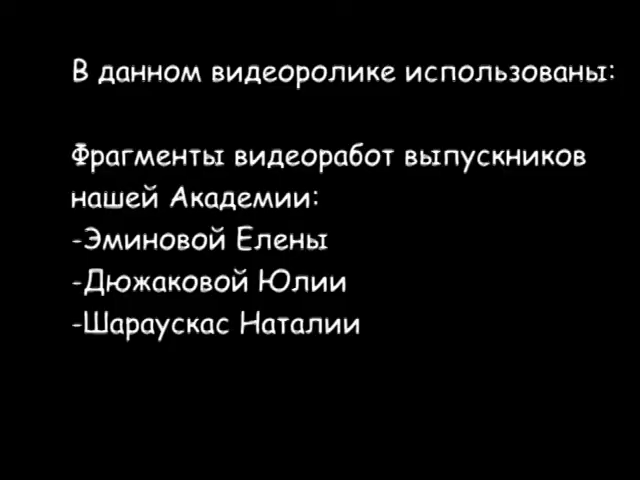 В данном видеоролике использованы:
Фрагменты видеоработ выпускников
нашей Академии:
-Эминовой Елены
-Дюжаковой Юлии
-Шараускас Наталии